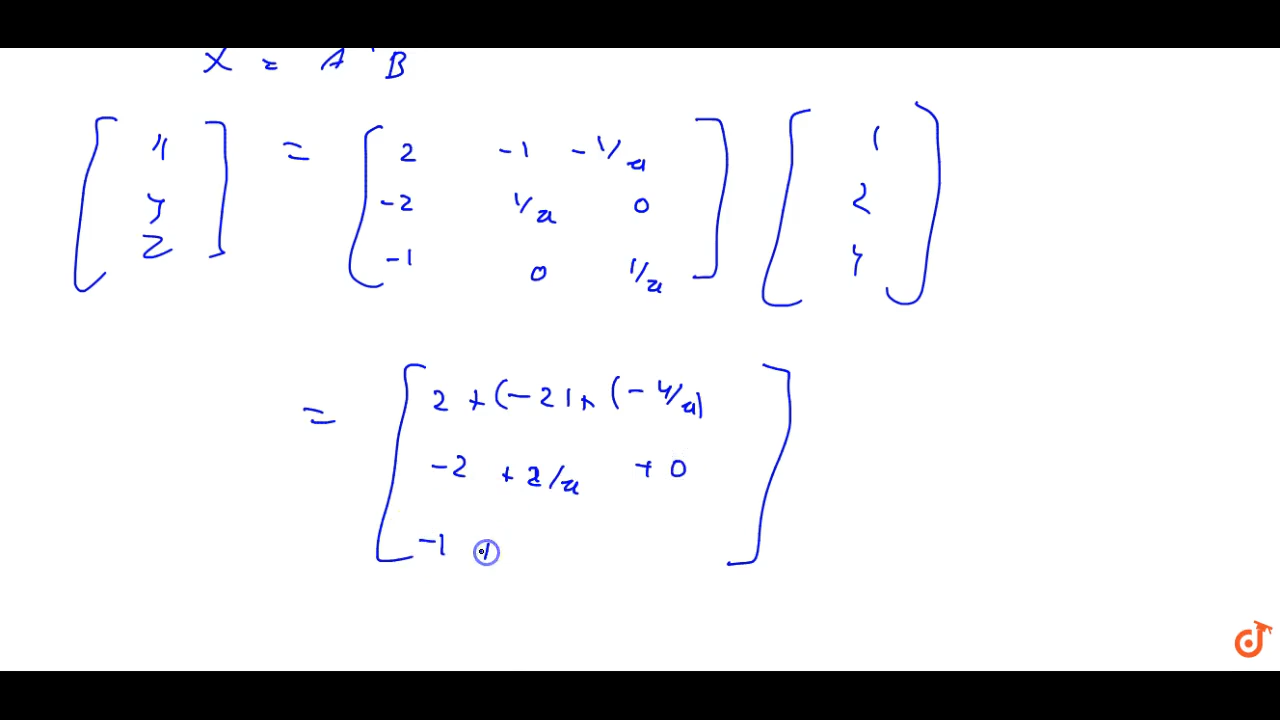 X = A⁻¹ B
[ x ] = [ 2 -1 -1/a ] [ 1 ]
[ y ] [ -2 1/a 0 ] [ 2 ]
[ z ] [ -1 0 1/a ] [ 4 ]
= [ 2 + (-2) + (-4/a) ]
[ -2 + 2/a + 0 ]
[ -1 ]